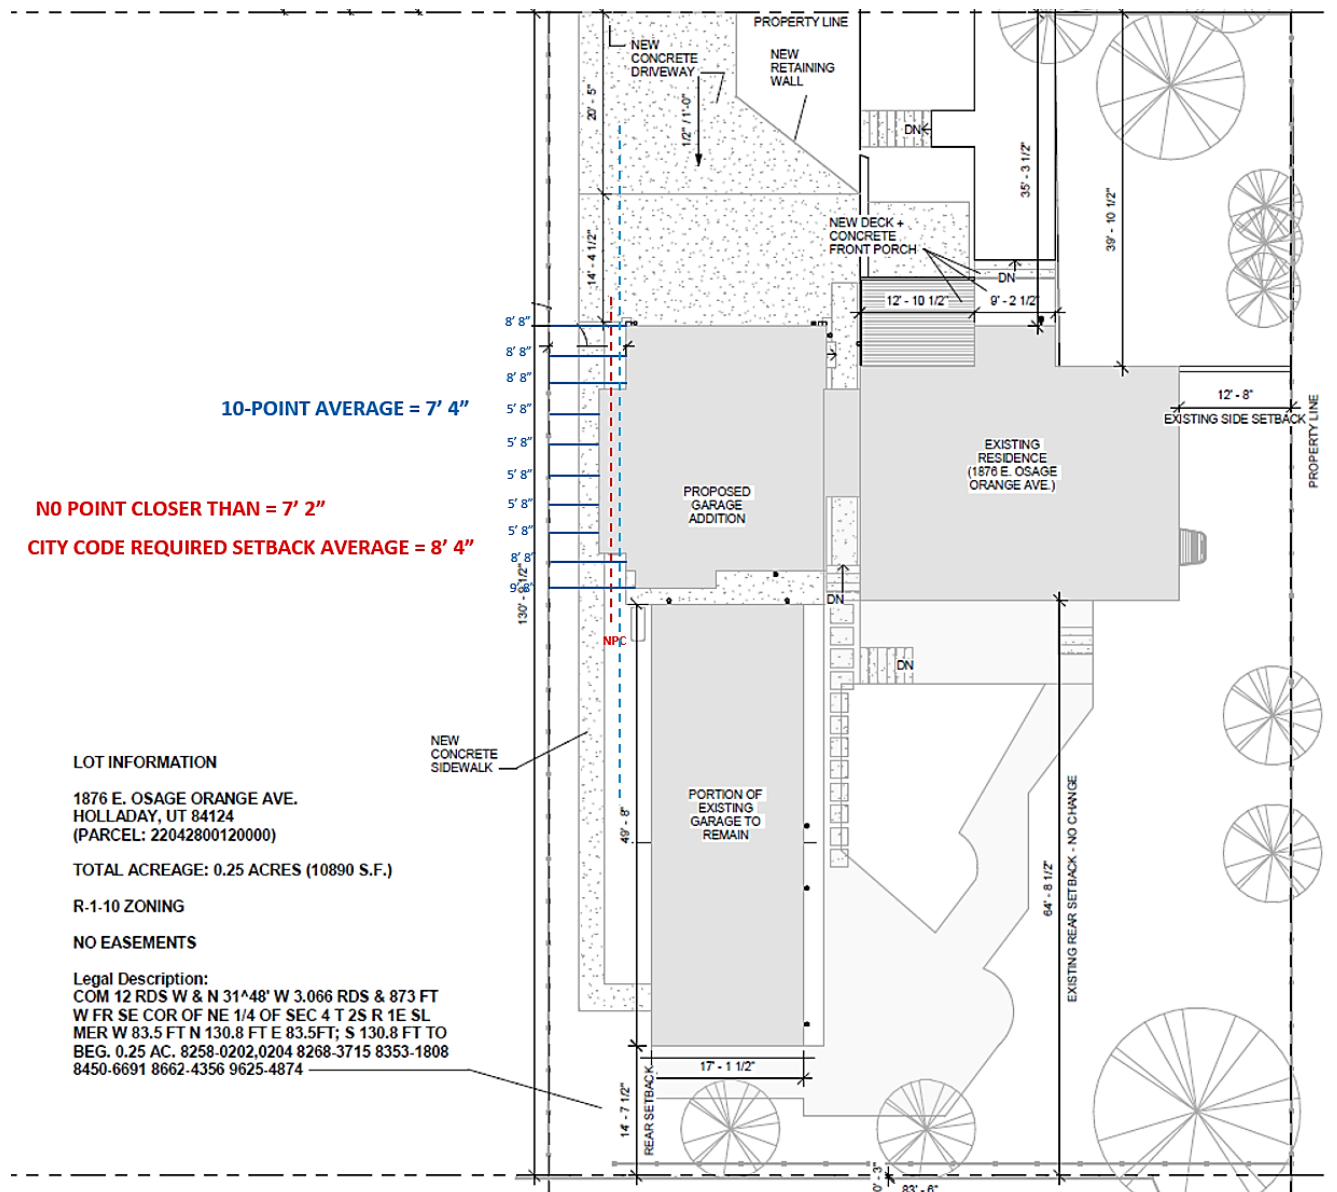 PROPERTY LINE
NEW
CONCRETE
DRIVEWAY
NEW
RETAINING
WALL
20' - 5"
1/2" / 1'-0"
DN
35' - 3 1/2"
39' - 10 1/2"
14' - 4 1/2"
NEW DECK +
CONCRETE
FRONT PORCH
DN
12' - 10 1/2"
9' - 2 1/2"
8' 8"
8' 8"
8' 8"
5' 8"
5' 8"
5' 8"
5' 8"
5' 8"
8' 8"
9' 8"
10-POINT AVERAGE = 7' 4"
N0 POINT CLOSER THAN = 7' 2"
CITY CODE REQUIRED SETBACK AVERAGE = 8' 4"
12' - 8"
EXISTING SIDE SETBACK
PROPERTY LINE
EXISTING
RESIDENCE
(1876 E. OSAGE
ORANGE AVE.)
PROPOSED
GARAGE
ADDITION
DN
NPC
DN
NEW
CONCRETE
SIDEWALK
PORTION OF
EXISTING
GARAGE TO
REMAIN
49' - 8"
64' - 8 1/2"
EXISTING REAR SETBACK - NO CHANGE
LOT INFORMATION
1876 E. OSAGE ORANGE AVE.
HOLLADAY, UT 84124
(PARCEL: 22042800120000)
TOTAL ACREAGE: 0.25 ACRES (10890 S.F.)
R-1-10 ZONING
NO EASEMENTS
Legal Description:
COM 12 RDS W & N 31^48' W 3.066 RDS & 873 FT
W FR SE COR OF NE 1/4 OF SEC 4 T 2S R 1E SL
MER W 83.5 FT N 130.8 FT E 83.5FT; S 130.8 FT TO
BEG. 0.25 AC. 8258-0202,0204 8268-3715 8353-1808
8450-6691 8662-4356 9625-4874
17' - 1 1/2"
14' - 7 1/2"
REAR SETBACK
83'- 6"